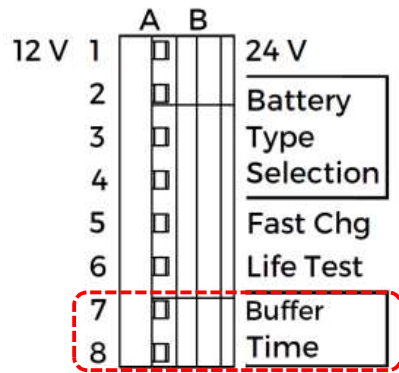 A B
12 V 1 24 V
2 Battery
3 Type
4 Selection
5 Fast Chg
6 Life Test
7 Buffer
8 Time